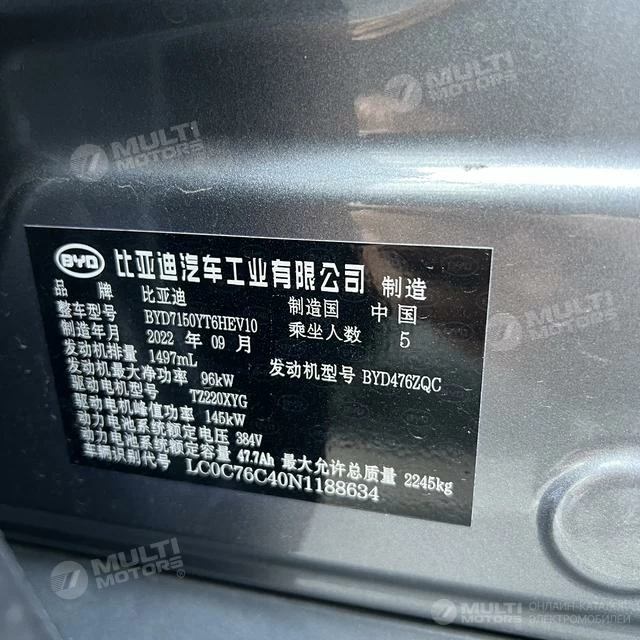 MULTI
MOTORS
MULTI
MOTORS
BYD 比亚迪汽车工业有限公司 制造
品 牌 比亚迪 制造国 中国
整车型号 BYD7150YT6HEV10 乘坐人数 5
制造年月 2022 年 09 月
发动机排量 1497mL 发动机型号 BYD476ZQC
发动机最大净功率 96kW
驱动电机型号 TZ220XYG
驱动电机峰值功率 145kW
动力电池系统额定电压 384V
动力电池系统额定容量 47.7Ah 最大允许总质量 2245kg
车辆识别代号 LC0C76C40N1188634
MULTI
MOTORS
MULTI
MOTORS
ОНЛАЙН-КАТАЛОГ
ЭЛЕКТРОМОБИЛЕЙ